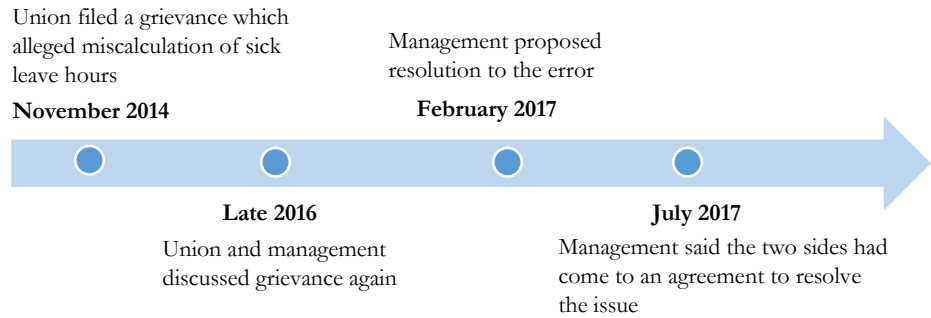 Union filed a grievance which
alleged miscalculation of sick
leave hours
November 2014
Management proposed
resolution to the error
February 2017
Late 2016
Union and management
discussed grievance again
July 2017
Management said the two sides had
come to an agreement to resolve
the issue